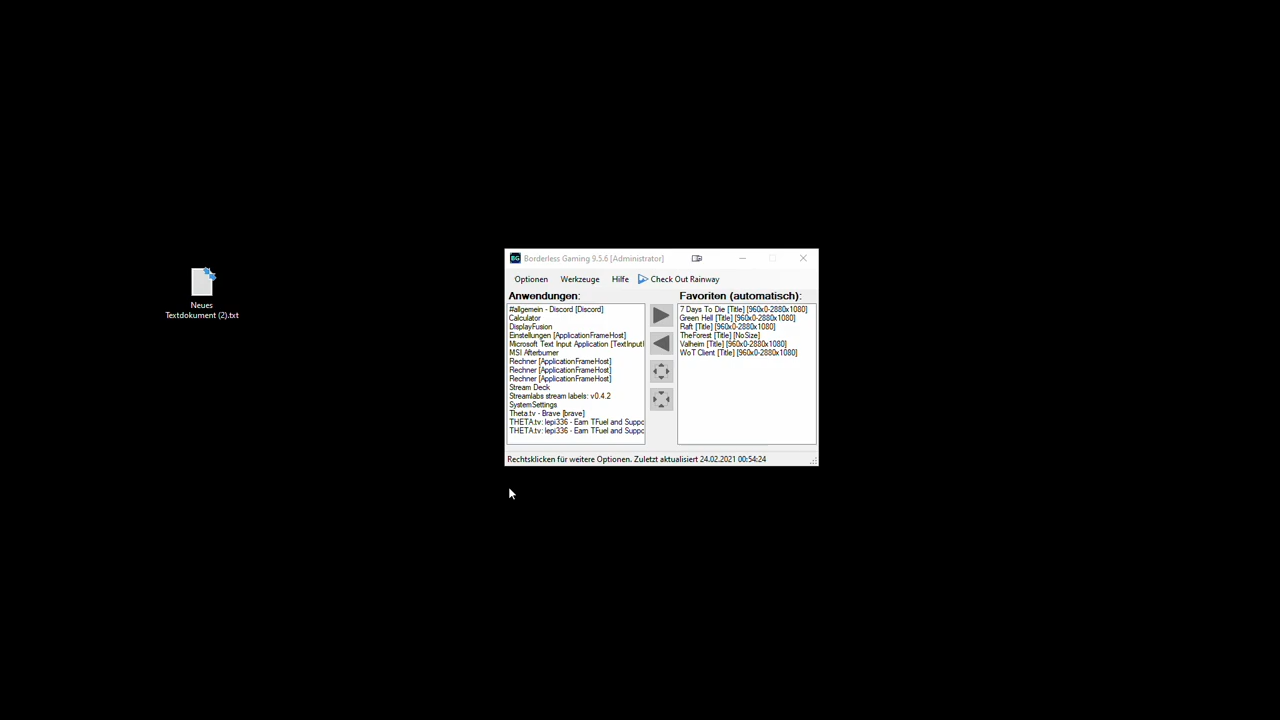 Neues
Textdokument (2).txt
BG Borderless Gaming 9.5.6 [Administrator]
Optionen Werkzeuge Hilfe Check Out Rainway
Anwendungen:
#allgemein - Discord [Discord]
Calculator
DisplayFusion
Einstellungen [ApplicationFrameHost]
Microsoft Text Input Application [TextInputI
MSI Afterburner
Rechner [ApplicationFrameHost]
Rechner [ApplicationFrameHost]
Rechner [ApplicationFrameHost]
Stream Deck
Streamlabs stream labels: v0.4.2
SystemSettings
Theta.tv - Brave [brave]
THETA.tv: lepi336 - Earn TFuel and Suppo
THETA.tv: lepi336 - Earn TFuel and Suppo
Favoriten (automatisch):
7 Days To Die [Title] [960x0-2880x1080]
Green Hell [Title] [960x0-2880x1080]
Raft [Title] [960x0-2880x1080]
TheForest [Title] [NoSize]
Valheim [Title] [960x0-2880x1080]
WoT Client [Title] [960x0-2880x1080]
Rechtsklicken für weitere Optionen. Zuletzt aktualisiert 24.02.2021 00:54:24